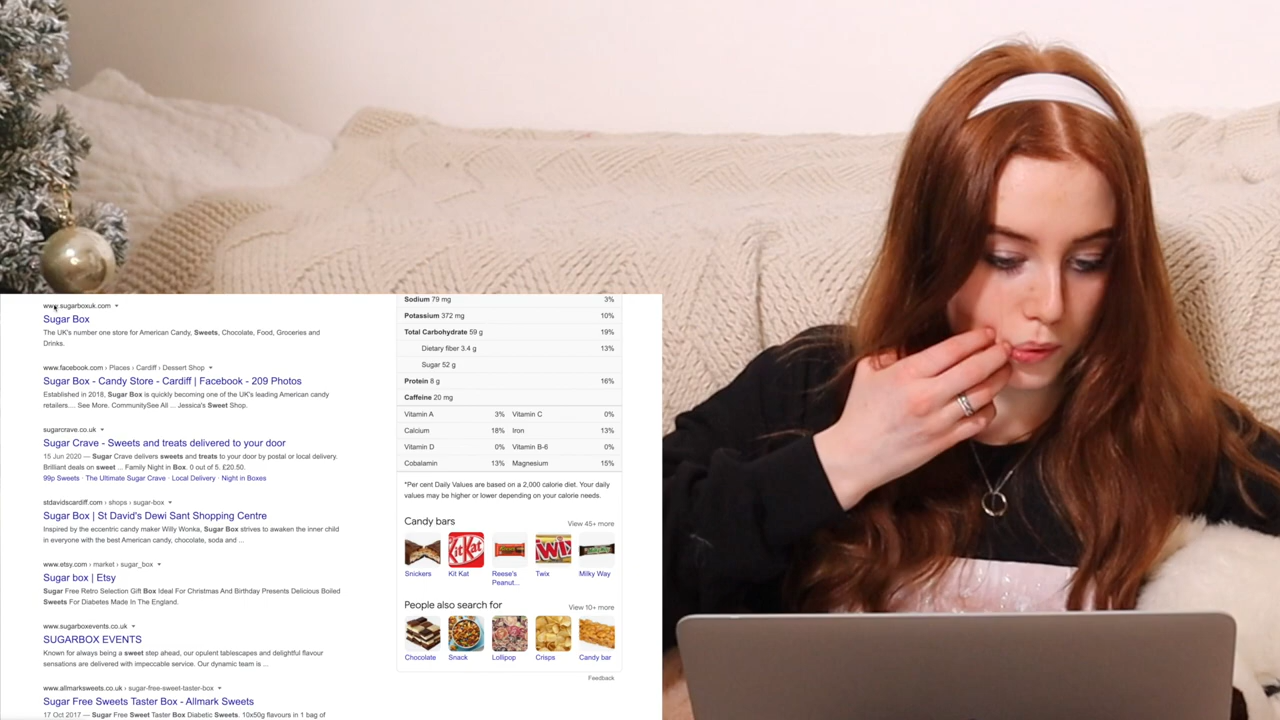 www.sugarboxuk.com
Sugar Box
The UK's number one store for American Candy, Sweets, Chocolate, Food, Groceries and
Drinks.
www.facebook.com › Places › Cardiff › Dessert Shop
Sugar Box - Candy Store - Cardiff | Facebook - 209 Photos
Established in 2018, Sugar Box is quickly becoming one of the UK's leading American candy
retailers.... See More. CommunitySee All ... Jessica's Sweet Shop.
sugarcrave.co.uk
Sugar Crave - Sweets and treats delivered to your door
15 Jun 2020 — Sugar Crave delivers sweets and treats to your door by postal or local delivery.
Brilliant deals on sweet ... Family Night in Box. 0 out of 5. £20.50.
99p Sweets · The Ultimate Sugar Crave · Local Delivery · Night in Boxes
stdavidscardiff.com › shops › sugar-box
Sugar Box | St David's Dewi Sant Shopping Centre
Inspired by the eccentric candy maker Willy Wonka, Sugar Box strives to awaken the inner child
in everyone with the best American candy, chocolate, soda and ...
www.etsy.com › market › sugar_box
Sugar box | Etsy
Sugar Free Retro Selection Gift Box Ideal For Christmas And Birthday Presents Delicious Boiled
Sweets For Diabetes Made In The England.
www.sugarboxevents.co.uk
SUGARBOX EVENTS
Known for always being a sweet step ahead, our opulent tablescapes and delightful flavour
sensations are delivered with impeccable service. Our dynamic team is ...
www.allmarksweets.co.uk › sugar-free-sweet-taster-box
Sugar Free Sweets Taster Box - Allmark Sweets
17 Oct 2017 — Sugar Free Sweet Taster Box Diabetic Sweets. 10x50g flavours in 1 bag of
Sodium 79 mg 3%
Potassium 372 mg 10%
Total Carbohydrate 59 g 19%
Dietary fiber 3.4 g 13%
Sugar 52 g
Protein 8 g 16%
Caffeine 20 mg
Vitamin A 3% Vitamin C 0%
Calcium 18% Iron 13%
Vitamin D 0% Vitamin B-6 0%
Cobalamin 13% Magnesium 15%
*Per cent Daily Values are based on a 2,000 calorie diet. Your daily
values may be higher or lower depending on your calorie needs.
Candy bars View 45+ more
KitKat
TWIX
Snickers Kit Kat Reese's Peanut... Twix Milky Way
People also search for View 10+ more
Chocolate Snack Lollipop Crisps Candy bar
Feedback